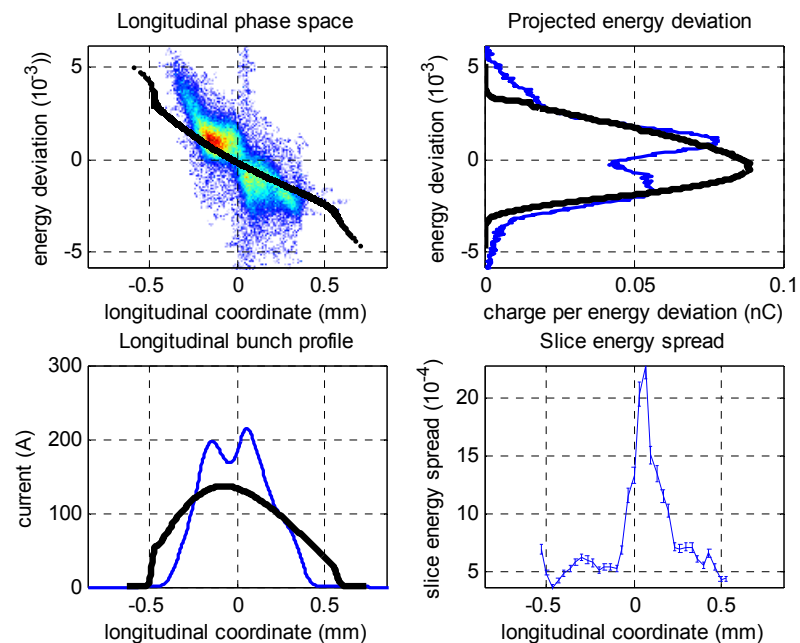 Longitudinal phase space
energy deviation (10⁻³)
5
0
-5
-0.5
0
0.5
longitudinal coordinate (mm)
Projected energy deviation
energy deviation (10⁻³)
5
0
-5
0
0.05
0.1
charge per energy deviation (nC)
Longitudinal bunch profile
current (A)
300
200
100
0
-0.5
0
0.5
longitudinal coordinate (mm)
Slice energy spread
slice energy spread (10⁻⁴)
20
15
10
5
-0.5
0
0.5
longitudinal coordinate (mm)